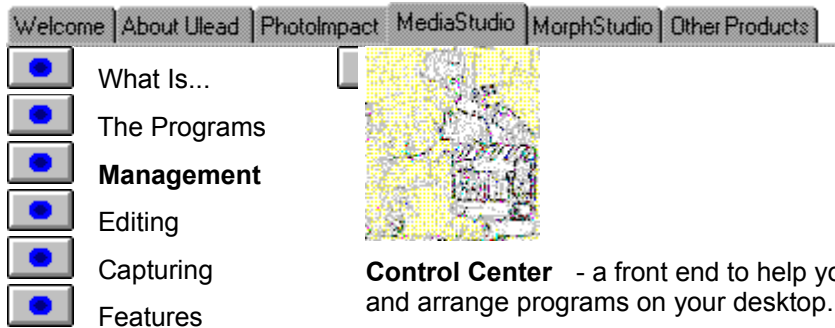 Welcome About Ulead PhotoImpact MediaStudio MorphStudio Other Products
What Is...
The Programs
Management
Editing
Capturing
Features
Control Center - a front end to help
and arrange programs on your desktop.